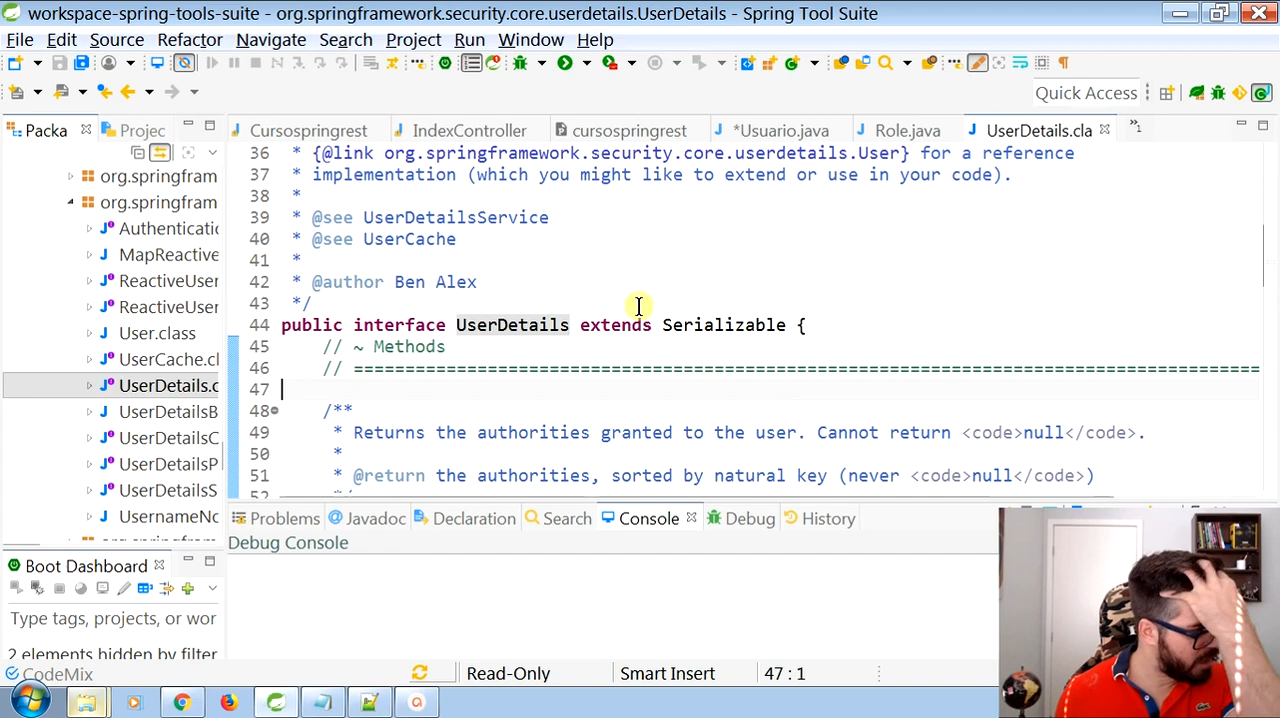 workspace-spring-tools-suite - org.springframework.security.core.userdetails.UserDetails - Spring Tool Suite
File Edit Source Refactor Navigate Search Project Run Window Help
Quick Access
Packa Projec
Cursospringrest IndexController cursospringrest *Usuario.java Role.java UserDetails.cla »1
org.springfram
org.springfram
Authenticatic
MapReactive
ReactiveUser
ReactiveUser
User.class
UserCache.cl
UserDetails.c
UserDetailsB
UserDetailsC
UserDetailsP
UserDetailsS
UsernameNo
36 * {@link org.springframework.security.core.userdetails.User} for a reference
37 * implementation (which you might like to extend or use in your code).
38 *
39 * @see UserDetailsService
40 * @see UserCache
41 *
42 * @author Ben Alex
43 */
44 public interface UserDetails extends Serializable {
45 // ~ Methods
46 // ========================================================================================
47
48 /**
49 * Returns the authorities granted to the user. Cannot return <code>null</code>.
50 *
51 * @return the authorities, sorted by natural key (never <code>null</code>)
52
Problems Javadoc Declaration Search Console Debug History
Debug Console
Boot Dashboard
Type tags, projects, or wor
2 elements hidden by filter
CodeMix
Read-Only Smart Insert 47 : 1